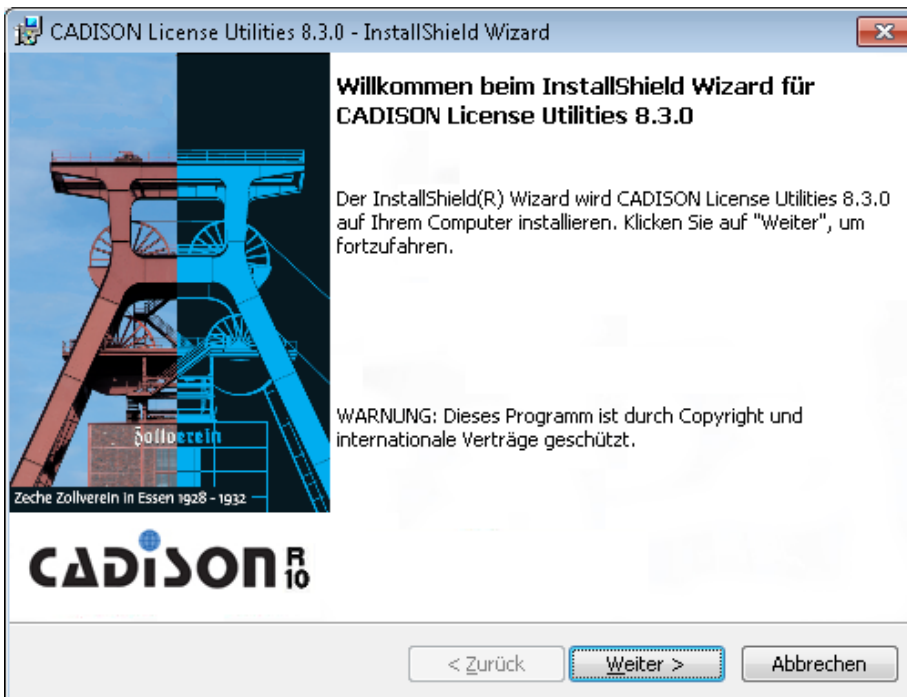 CADISON License Utilities 8.3.0 - InstallShield Wizard
Willkommen beim InstallShield Wizard für
CADISON License Utilities 8.3.0
Der InstallShield(R) Wizard wird CADISON License Utilities 8.3.0
auf Ihrem Computer installieren. Klicken Sie auf "Weiter", um
fortzufahren.
WARNUNG: Dieses Programm ist durch Copyright und
internationale Verträge geschützt.
Zollverein
Zeche Zollverein in Essen 1928 - 1932
CADISON R
10
< Zurück
Weiter >
Abbrechen